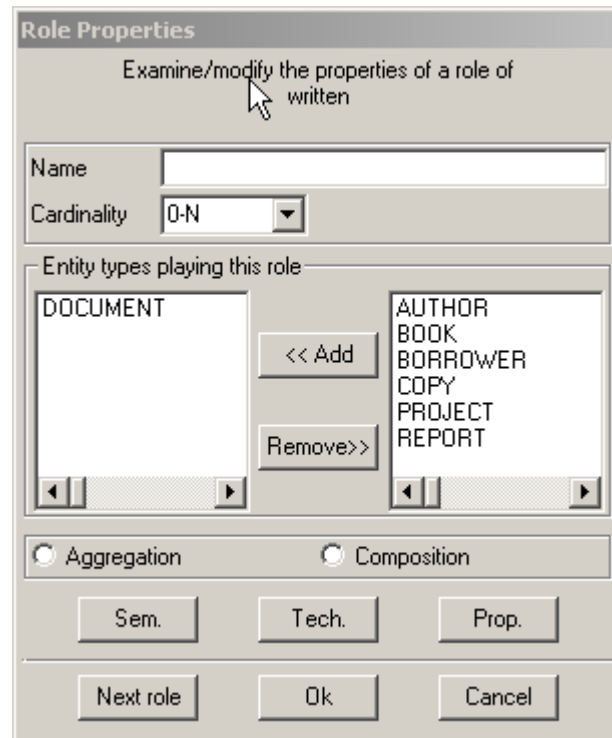 Role Properties
Examine/modify the properties of a role of
written
Name
Cardinality 0-N
Entity types playing this role
DOCUMENT
<< Add
Remove>>
AUTHOR
BOOK
BORROWER
COPY
PROJECT
REPORT
Aggregation Composition
Sem. Tech. Prop.
Next role Ok Cancel